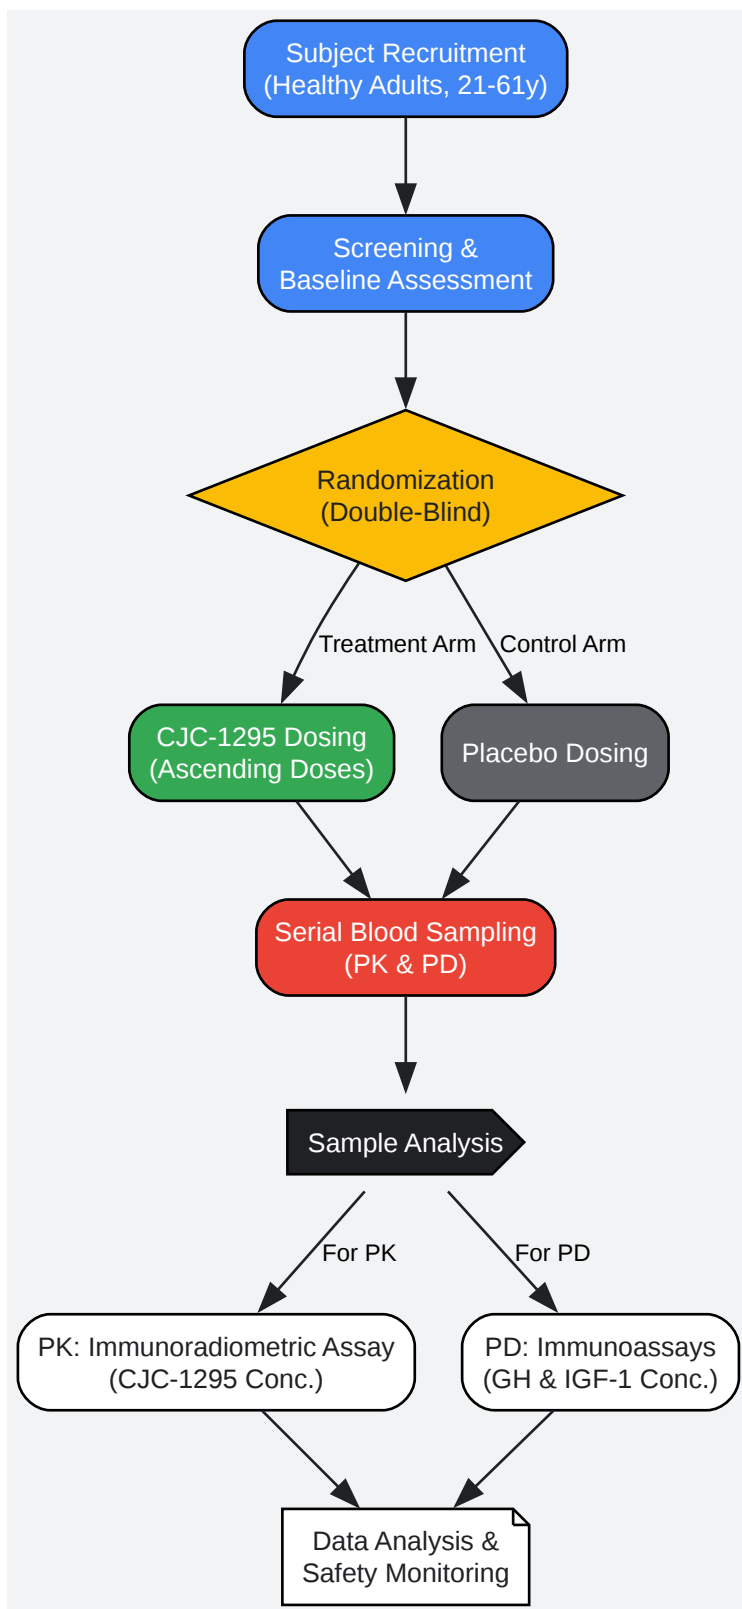 Subject Recruitment
(Healthy Adults, 21-61y)
Screening &
Baseline Assessment
Randomization
(Double-Blind)
Treatment Arm
Control Arm
CJC-1295 Dosing
(Ascending Doses)
Placebo Dosing
Serial Blood Sampling
(PK & PD)
Sample Analysis
For PK
For PD
PK: Immunoradiometric Assay
(CJC-1295 Conc.)
PD: Immunoassays
(GH & IGF-1 Conc.)
Data Analysis &
Safety Monitoring